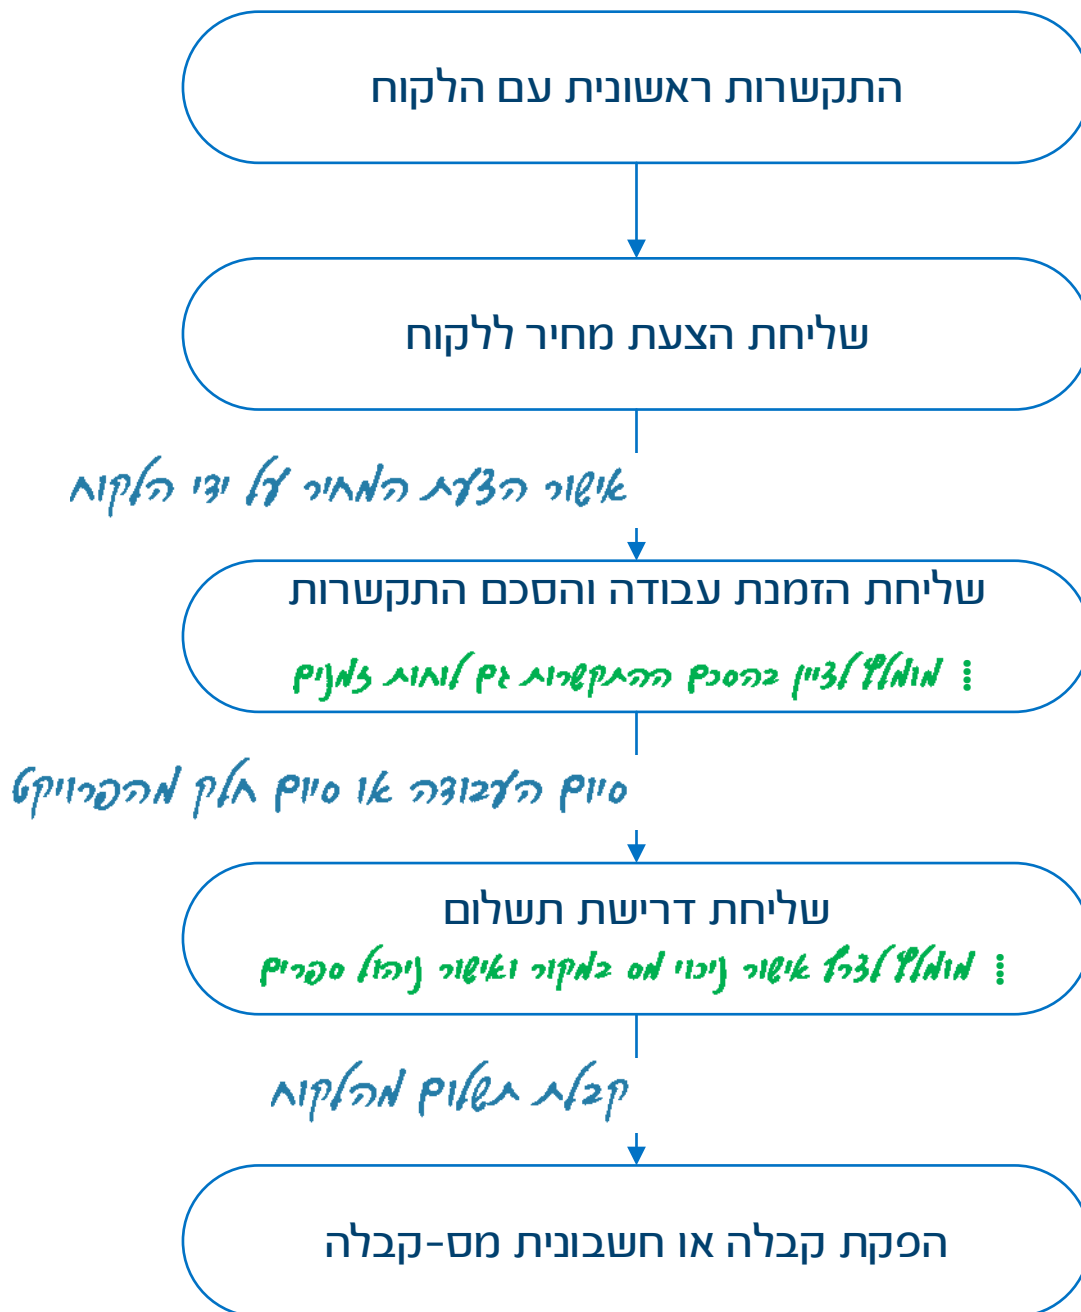 התקשרות ראשונית עם הלקוח
שליחת הצעת מחיר ללקוח
אישור הצעת המחיר על ידי הלקוח
שליחת הזמנת עבודה והסכם התקשרות
מומלץ לציין בהסכם ההתקשרות גם לוחות זמנים
סיום העבודה או סיום חלק מהפרויקט
שליחת דרישת תשלום
מומלץ לצרף אישור ניכוי מס במקור ואישור ניהול ספרים
קבלת תשלום מהלקוח
הפקת קבלה או חשבונית מס-קבלה